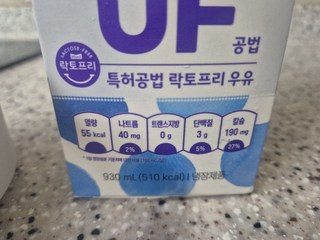 UF
공법
LACTOSE-FREE
락토프리
특허공법 락토프리 우유
열량 나트륨 트랜스지방 단백질 칼슘
55 kcal 40 mg 0 g 3 g 190 mg
2% 5% 27%
930 mL (510 kcal) I 냉장제품